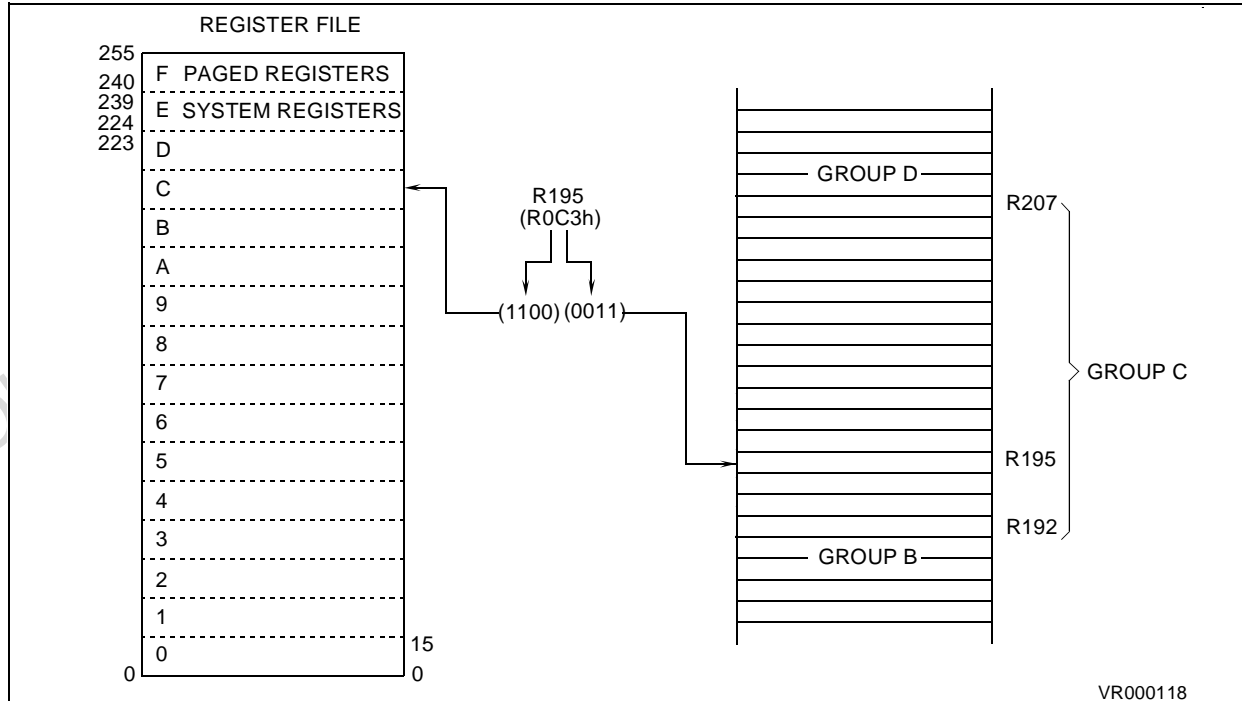 REGISTER FILE
255
240
239
224
223
F PAGED REGISTERS
E SYSTEM REGISTERS
D
C
B
A
9
8
7
6
5
4
3
2
1
0
15
0
0
R195
(R0C3h)
(1100) (0011)
GROUP D
R207
GROUP C
R195
R192
GROUP B
VR000118